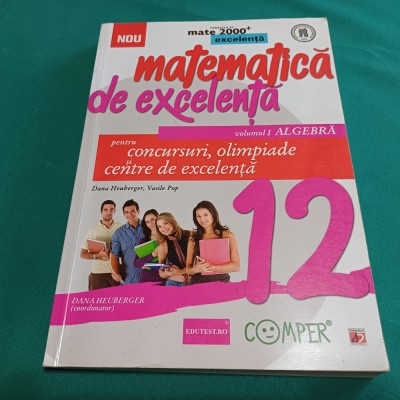 NOU
mate 2000+
excelență
matematică
de excelență
volumul I ALGEBRĂ
pentru
concursuri, olimpiade
și
centre de excelență
Dana Heuberger, Vasile Pop
12
DANA HEUBERGER
(coordonator)
EDUTEST.RO
COMPER